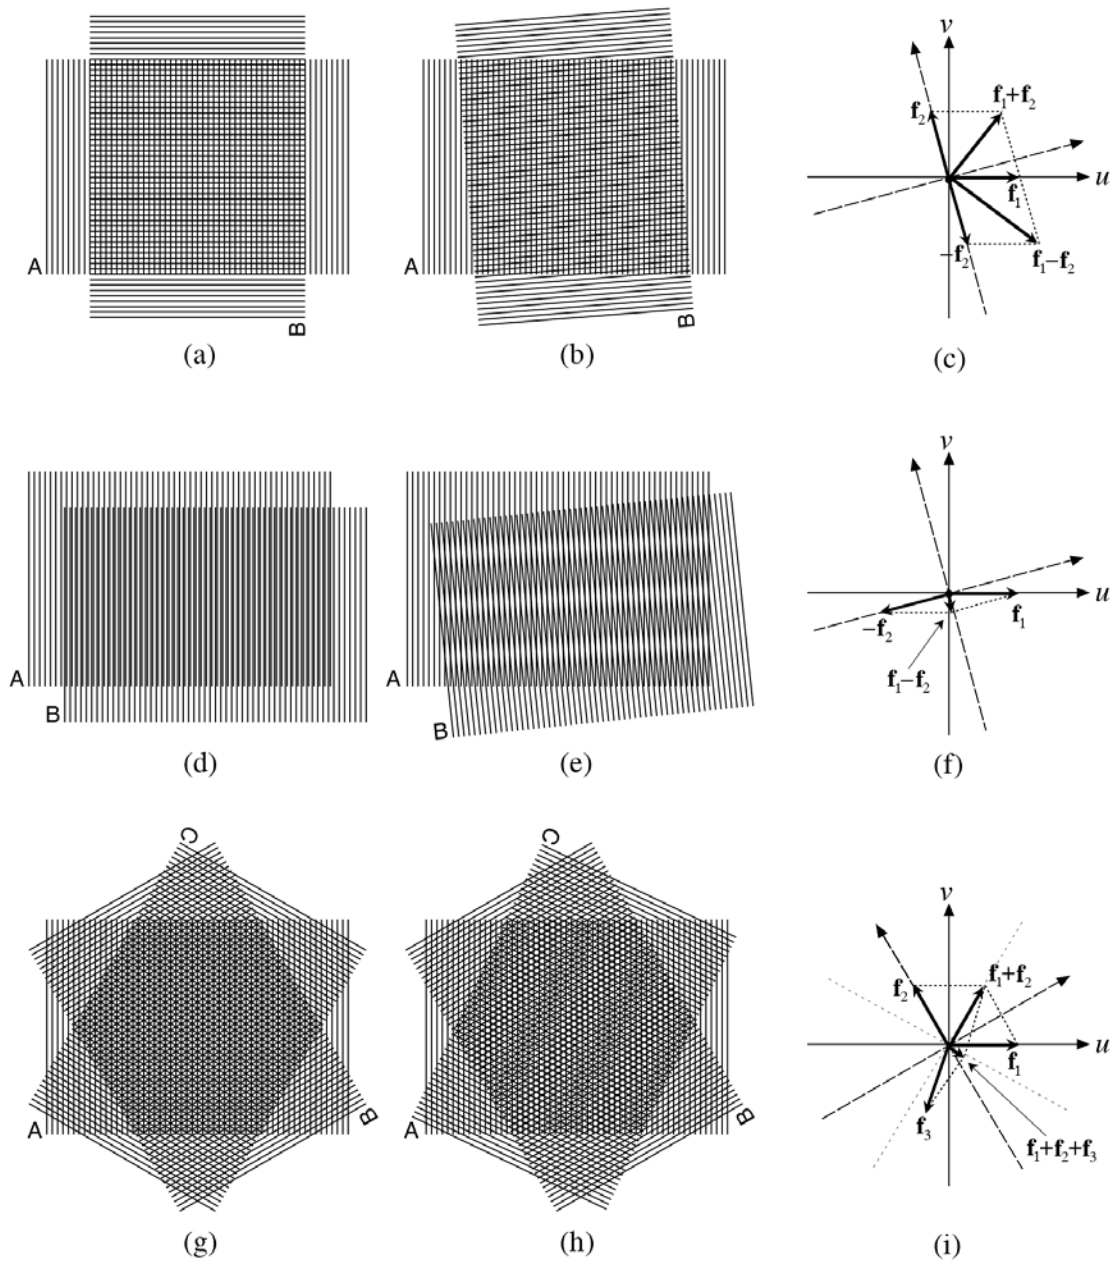 v
f₂
f₁+f₂
u
f₁
−f₂
f₁−f₂
A
B
A
B
(a)
(b)
(c)
v
u
−f₂
f₁
f₁−f₂
A
B
A
B
(d)
(e)
(f)
C
C
v
f₂
f₁+f₂
u
f₁
f₃
f₁+f₂+f₃
A
B
A
B
(g)
(h)
(i)